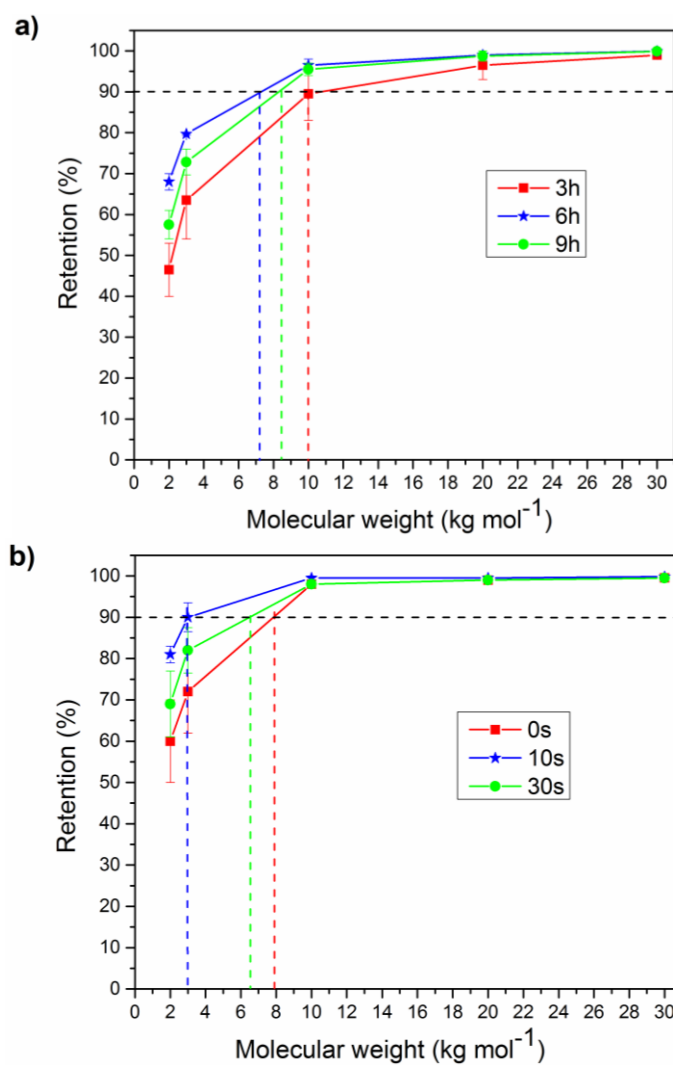 a)
100
90
80
70
60
50
40
30
20
10
0
Retention (%)
3h
6h
9h
0 2 4 6 8 10 12 14 16 18 20 22 24 26 28 30
Molecular weight (kg mol⁻¹)
b)
100
90
80
70
60
50
40
30
20
10
0
Retention (%)
0s
10s
30s
0 2 4 6 8 10 12 14 16 18 20 22 24 26 28 30
Molecular weight (kg mol⁻¹)